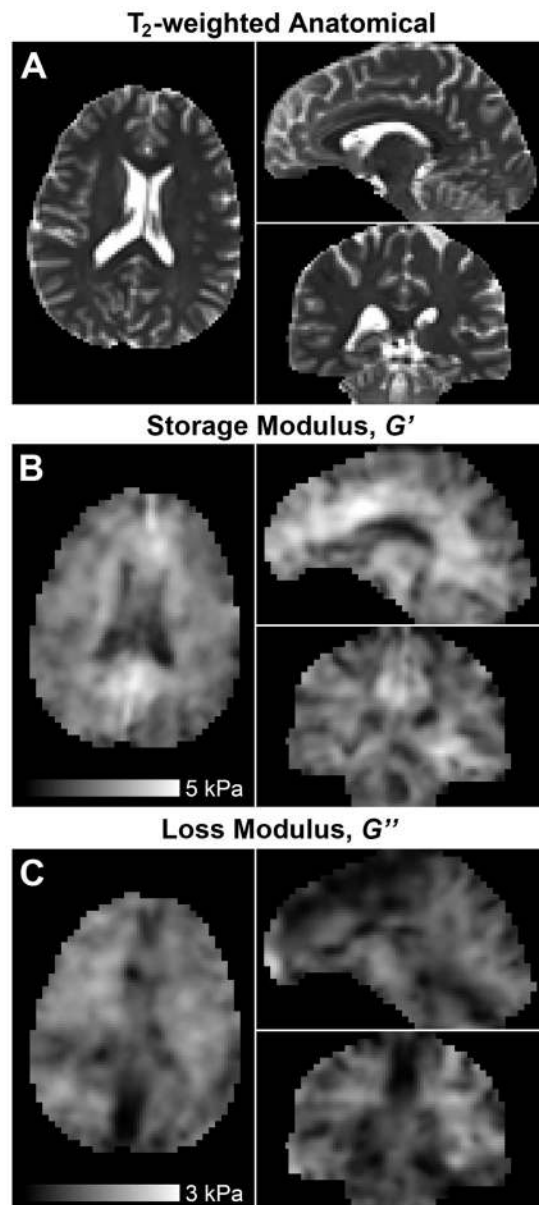 T₂-weighted Anatomical
A
Storage Modulus, G’
B
5 kPa
Loss Modulus, G’’
C
3 kPa